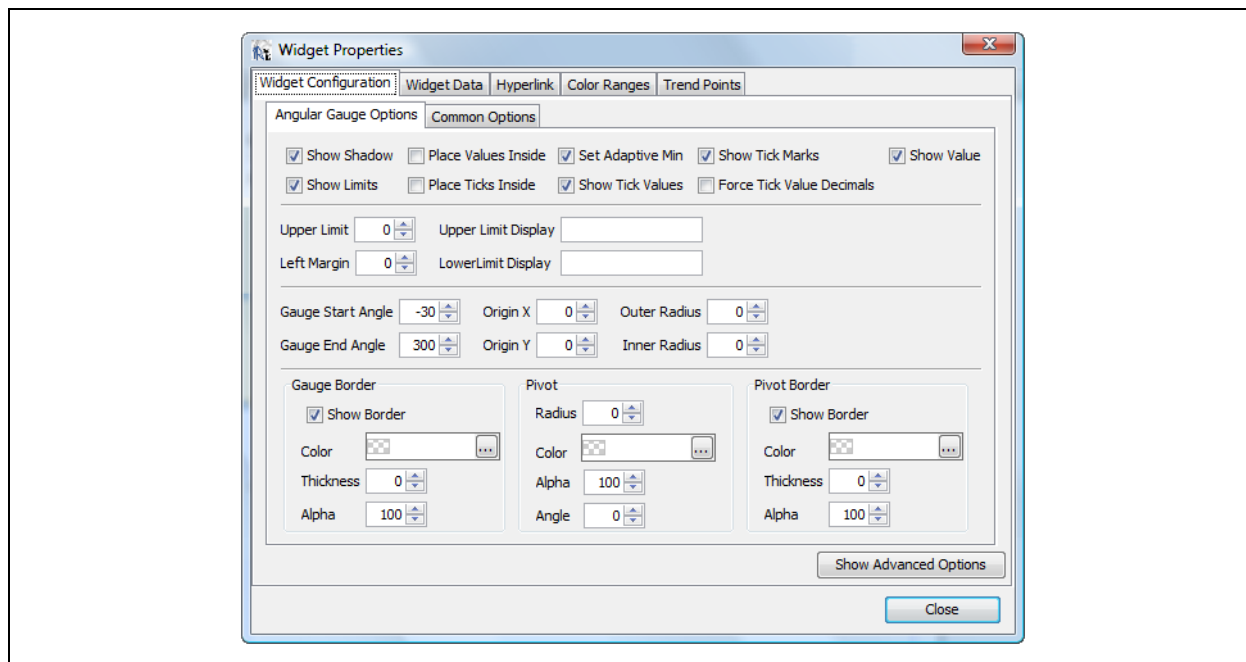 Widget Properties
Widget Configuration Widget Data Hyperlink Color Ranges Trend Points
Angular Gauge Options Common Options
Show Shadow Place Values Inside Set Adaptive Min Show Tick Marks Show Value
Show Limits Place Ticks Inside Show Tick Values Force Tick Value Decimals
Upper Limit 0 Upper Limit Display
Left Margin 0 LowerLimit Display
Gauge Start Angle -30 Origin X 0 Outer Radius 0
Gauge End Angle 300 Origin Y 0 Inner Radius 0
Gauge Border Pivot Pivot Border
Show Border Radius 0 Show Border
Color ... Color ... Color ...
Thickness 0 Alpha 100 Thickness 0
Alpha 100 Angle 0 Alpha 100
Show Advanced Options
Close